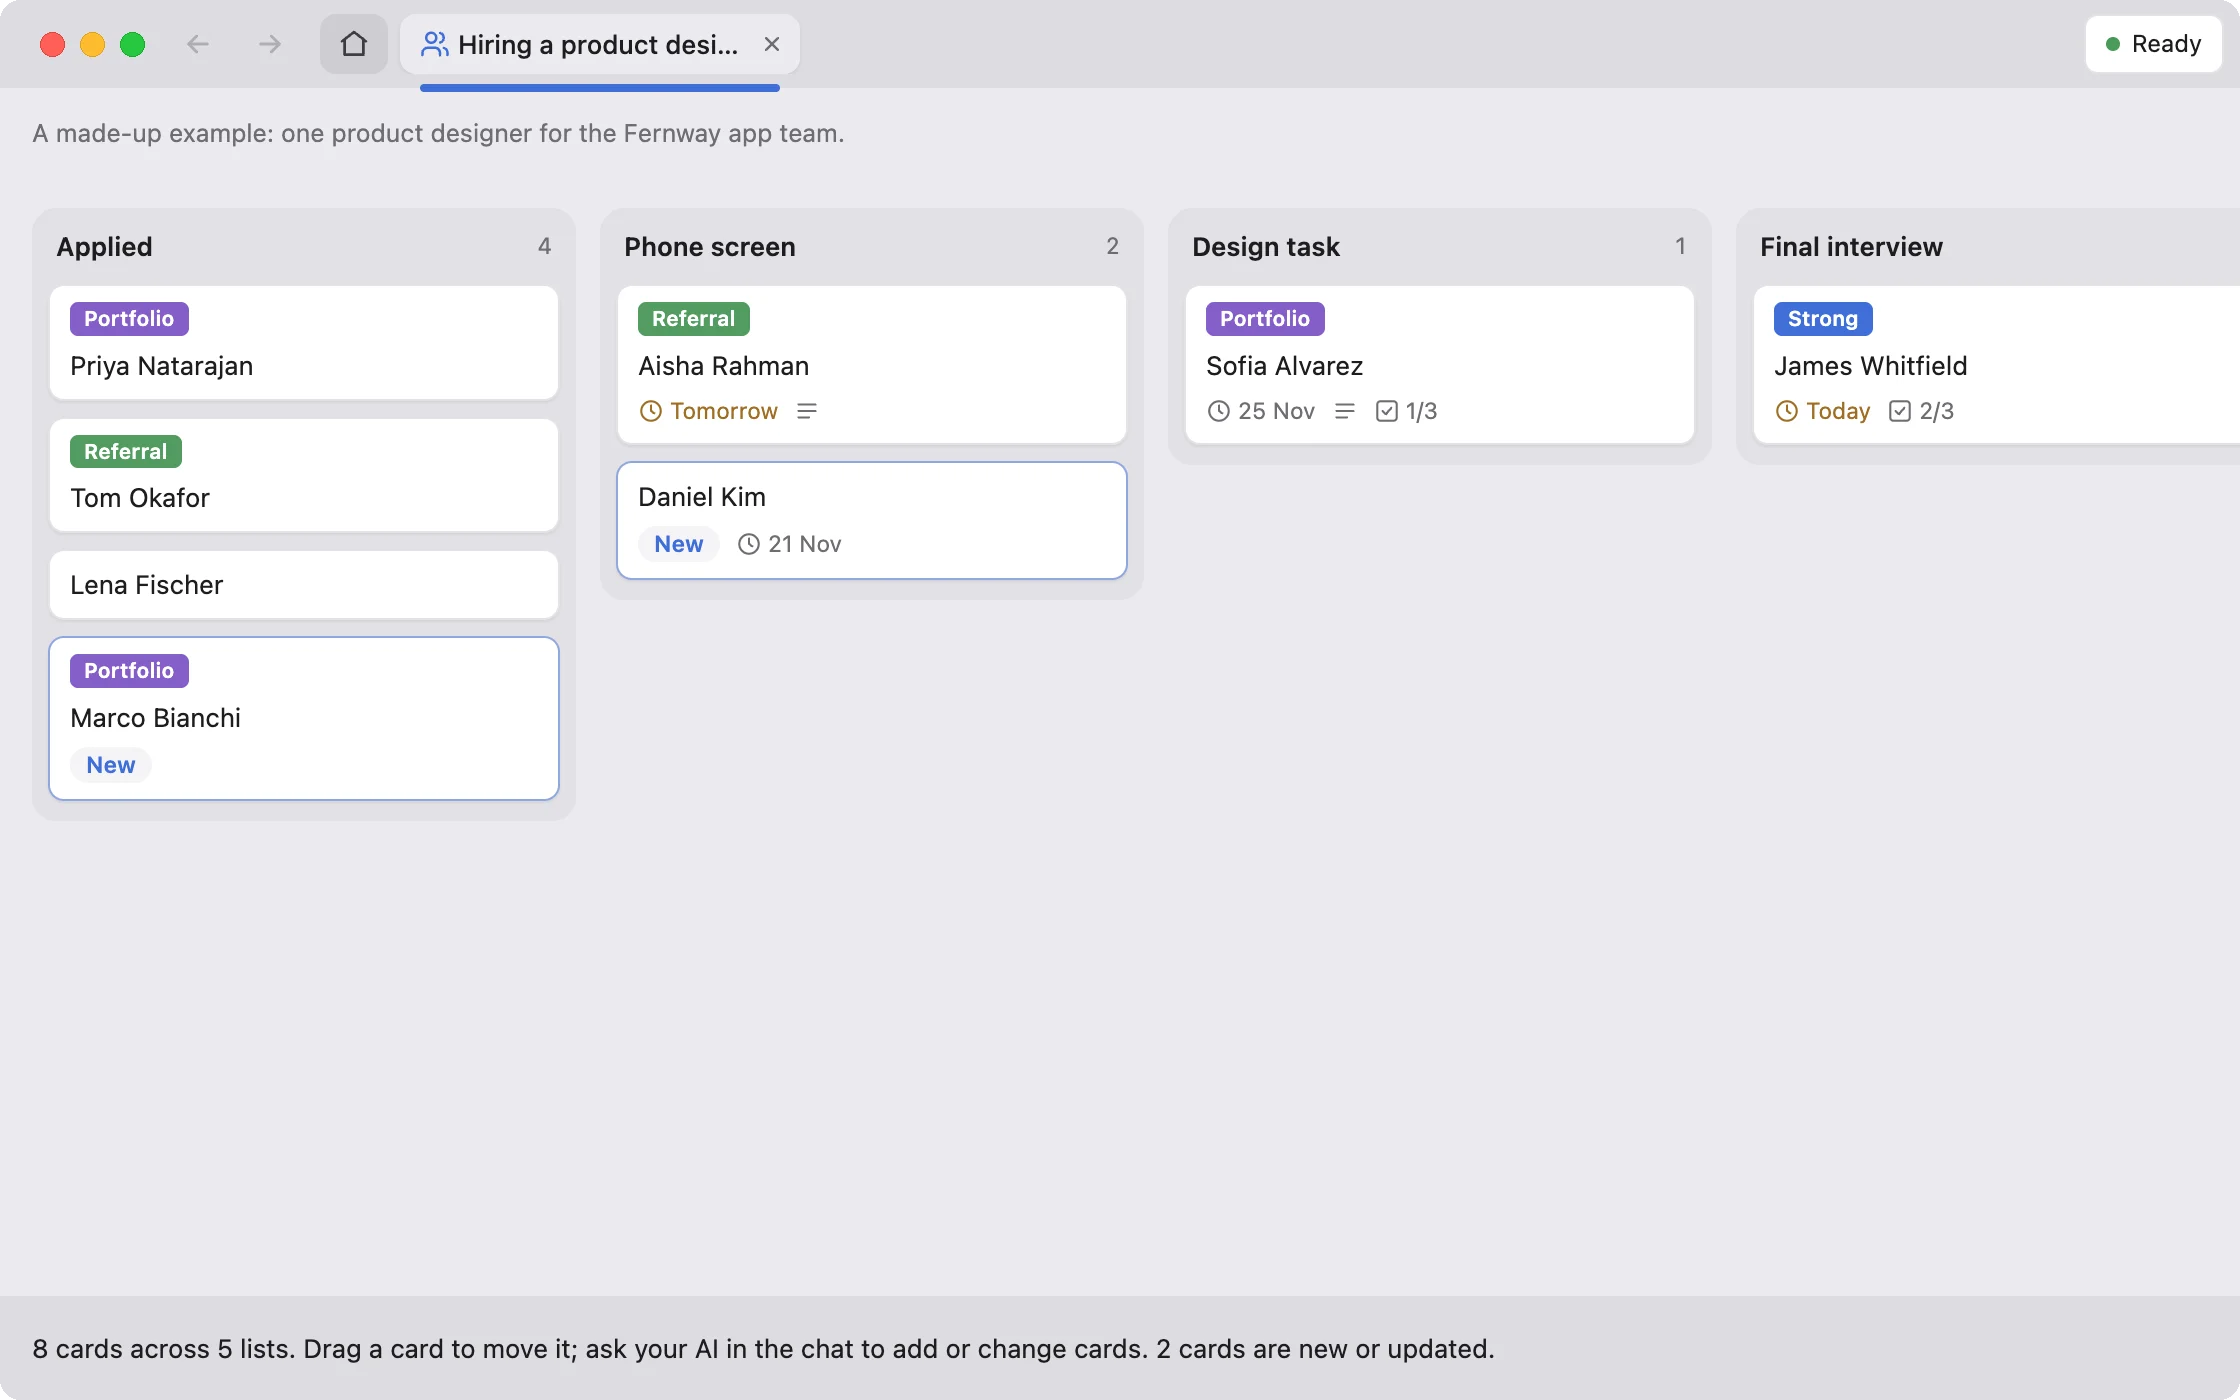 Hiring a product desi...
Ready
A made-up example: one product designer for the Fernway app team.
Applied 4
Portfolio
Priya Natarajan
Referral
Tom Okafor
Lena Fischer
Portfolio
Marco Bianchi
New
Phone screen 2
Referral
Aisha Rahman
Tomorrow
Daniel Kim
New 21 Nov
Design task 1
Portfolio
Sofia Alvarez
25 Nov 1/3
Final interview
Strong
James Whitfield
Today 2/3
8 cards across 5 lists. Drag a card to move it; ask your AI in the chat to add or change cards. 2 cards are new or updated.